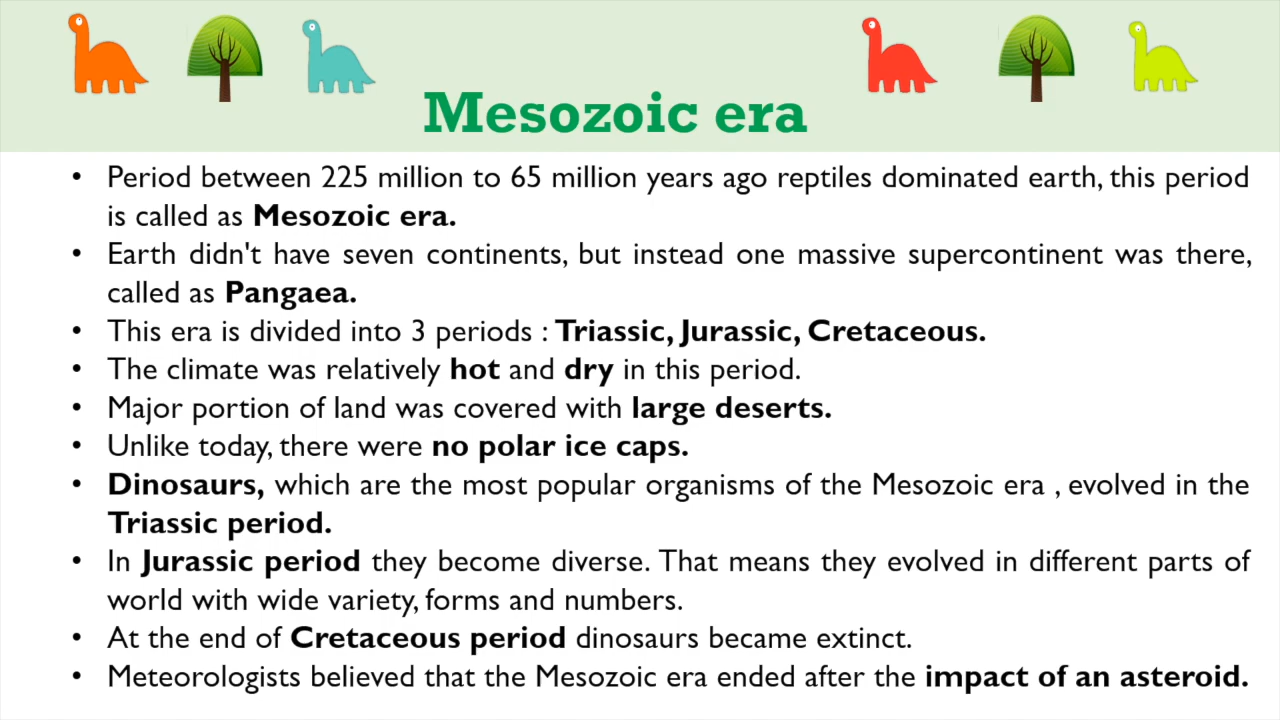 Mesozoic era
• Period between 225 million to 65 million years ago reptiles dominated earth, this period
is called as Mesozoic era.
• Earth didn't have seven continents, but instead one massive supercontinent was there,
called as Pangaea.
• This era is divided into 3 periods : Triassic, Jurassic, Cretaceous.
• The climate was relatively hot and dry in this period.
• Major portion of land was covered with large deserts.
• Unlike today, there were no polar ice caps.
• Dinosaurs, which are the most popular organisms of the Mesozoic era , evolved in the
Triassic period.
• In Jurassic period they become diverse. That means they evolved in different parts of
world with wide variety, forms and numbers.
• At the end of Cretaceous period dinosaurs became extinct.
• Meteorologists believed that the Mesozoic era ended after the impact of an asteroid.